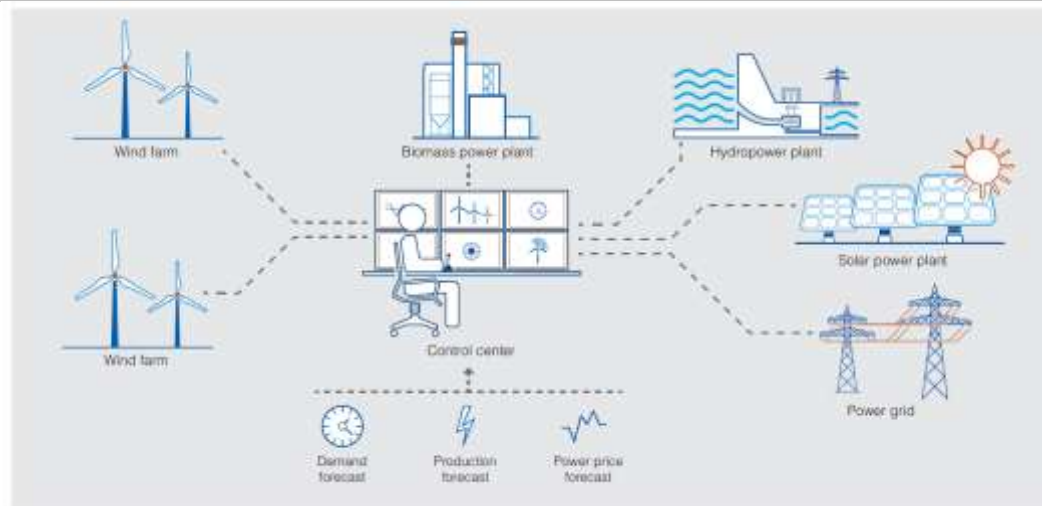 Wind farm
Biomass power plant
Hydropower plant
Solar power plant
Wind farm
Control center
Power grid
Demand
forecast
Production
forecast
Power price
forecast